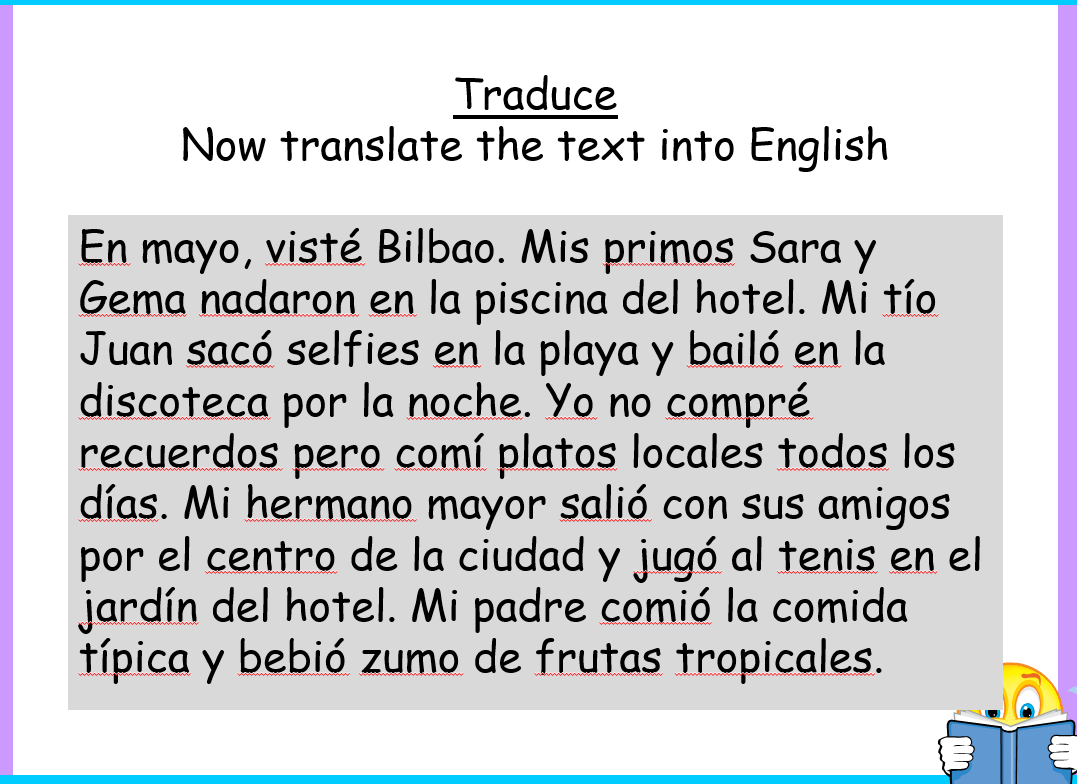 Traduce
Now translate the text into English
En mayo, visté Bilbao. Mis primos Sara y
Gema nadaron en la piscina del hotel. Mi tío
Juan sacó selfies en la playa y bailó en la
discoteca por la noche. Yo no compré
recuerdos pero comí platos locales todos los
días. Mi hermano mayor salió con sus amigos
por el centro de la ciudad y jugó al tenis en el
jardín del hotel. Mi padre comió la comida
típica y bebió zumo de frutas tropicales.